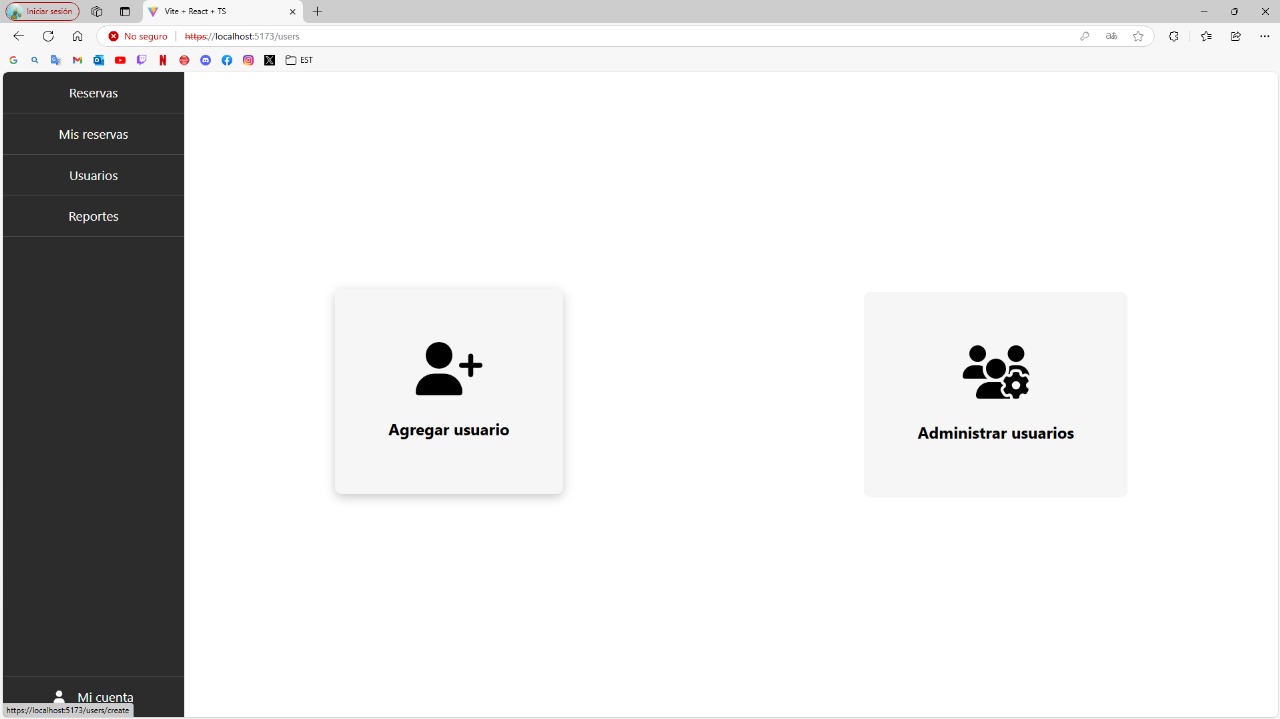 Iniciar sesión
Vite + React + TS
No seguro
https://localhost:5173/users
EST
Reservas
Mis reservas
Usuarios
Reportes
Agregar usuario
Administrar usuarios
Mi cuenta
https://localhost:5173/users/create